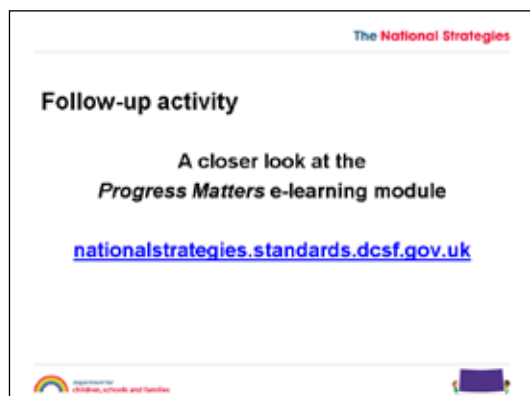 The National Strategies
Follow-up activity
A closer look at the
Progress Matters e-learning module
nationalstrategies.standards.dcsf.gov.uk
department for
children, schools and families